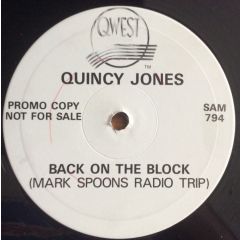 QWEST
TM
QUINCY JONES
PROMO COPY
NOT FOR SALE
SAM
794
BACK ON THE BLOCK
(MARK SPOONS RADIO TRIP)